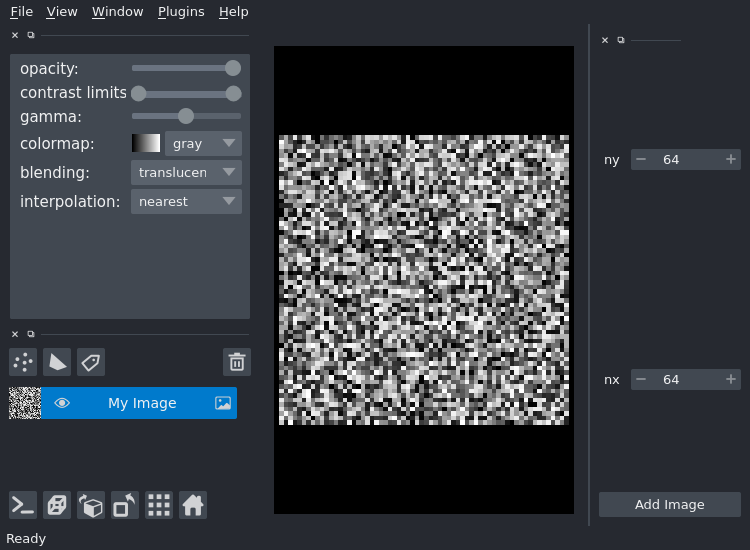 File View Window Plugins Help
opacity:
contrast limits
gamma:
colormap: gray
blending: translucen
interpolation: nearest
My Image
ny 64
nx 64
Add Image
Ready